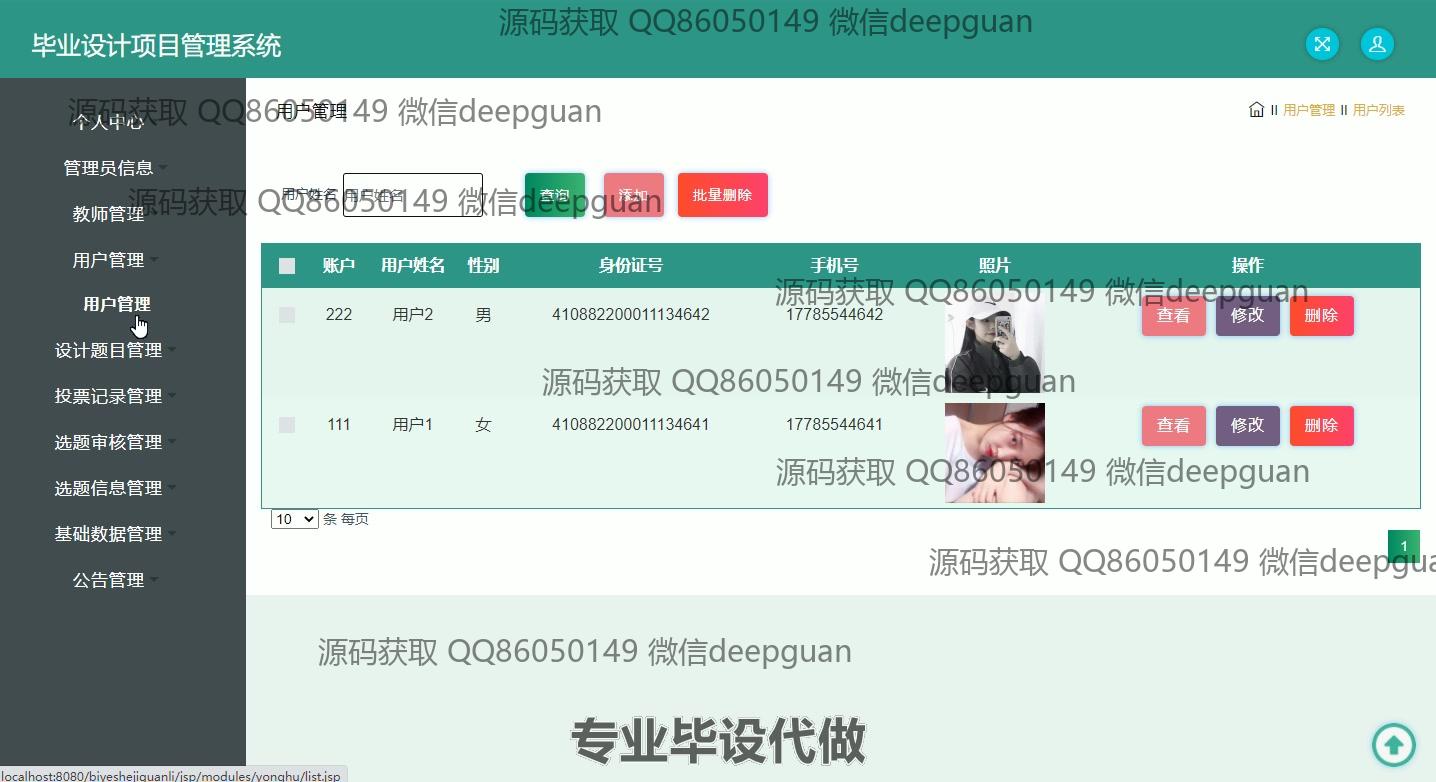 源码获取 QQ86050149 微信deepguan
毕业设计项目管理系统
源码获取 QQ86050149 微信deepguan
个人中心
用户管理
用户管理 用户列表
管理员信息
教师管理
用户管理
用户管理
设计题目管理
投票记录管理
选题审核管理
选题信息管理
基础数据管理
公告管理
源码获取 QQ86050149 微信deepguan
用户姓名 用户姓名 查询 添加 批量删除
账户 用户姓名 性别 身份证号 手机号 照片 操作
源码获取 QQ86050149 微信deepguan
222 用户2 男 410882200011134642 17785544642 查看 修改 删除
源码获取 QQ86050149 微信deepguan
111 用户1 女 410882200011134641 17785544641 查看 修改 删除
源码获取 QQ86050149 微信deepguan
10 条 每页
1
源码获取 QQ86050149 微信deepgua
源码获取 QQ86050149 微信deepguan
专业毕设代做
localhost:8080/biyeshejiguanli/jsp/modules/yonghu/list.jsp